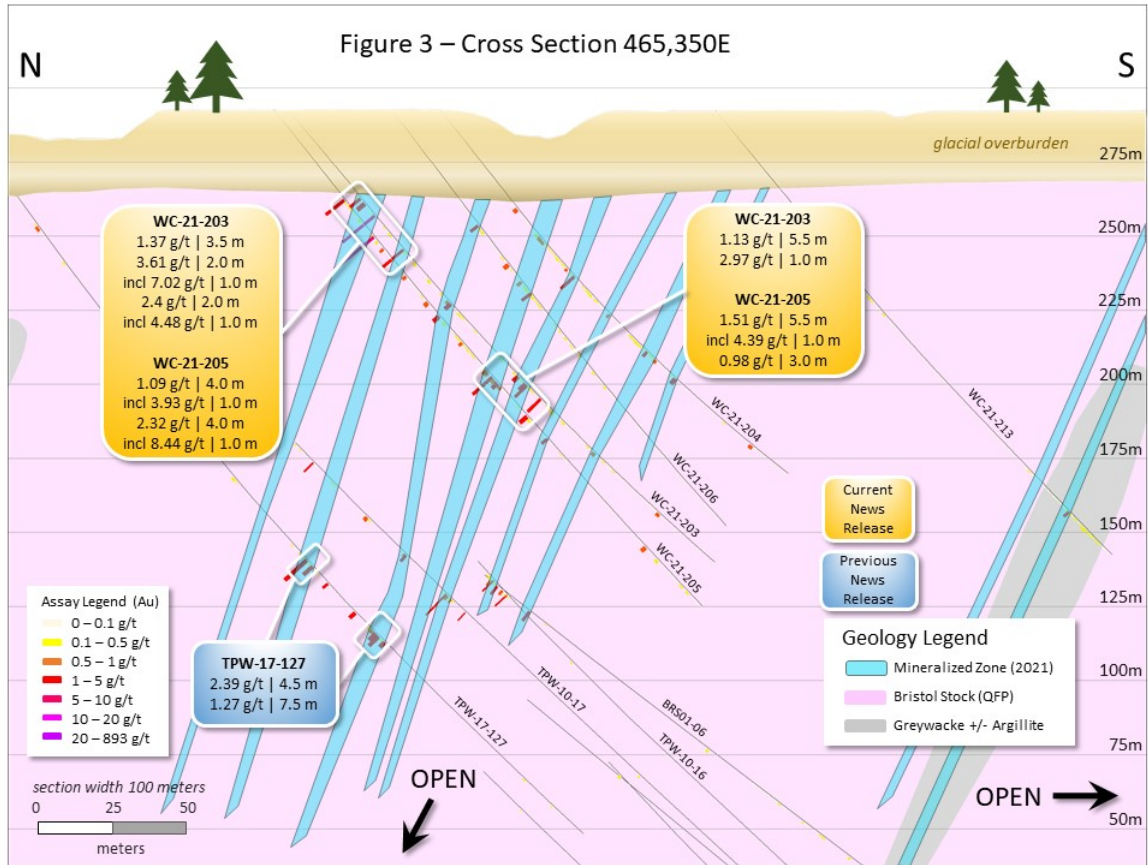 Figure 3 – Cross Section 465,350E
N
S
glacial overburden
275m
250m
225m
200m
175m
150m
125m
100m
75m
50m
WC-21-203
1.37 g/t | 3.5 m
3.61 g/t | 2.0 m
incl 7.02 g/t | 1.0 m
2.4 g/t | 2.0 m
incl 4.48 g/t | 1.0 m
WC-21-205
1.09 g/t | 4.0 m
incl 3.93 g/t | 1.0 m
2.32 g/t | 4.0 m
incl 8.44 g/t | 1.0 m
WC-21-203
1.13 g/t | 5.5 m
2.97 g/t | 1.0 m
WC-21-205
1.51 g/t | 5.5 m
incl 4.39 g/t | 1.0 m
0.98 g/t | 3.0 m
WC-21-204
WC-21-213
WC-21-206
WC-21-203
WC-21-205
Current
News
Release
Previous
News
Release
Assay Legend (Au)
0 – 0.1 g/t
0.1 – 0.5 g/t
0.5 – 1 g/t
1 – 5 g/t
5 – 10 g/t
10 – 20 g/t
20 – 893 g/t
TPW-17-127
2.39 g/t | 4.5 m
1.27 g/t | 7.5 m
Geology Legend
Mineralized Zone (2021)
Bristol Stock (QFP)
Greywacke +/- Argillite
TPW-10-17
BRS01-06
TPW-17-127
TPW-10-16
section width 100 meters
0 25 50
meters
OPEN
OPEN